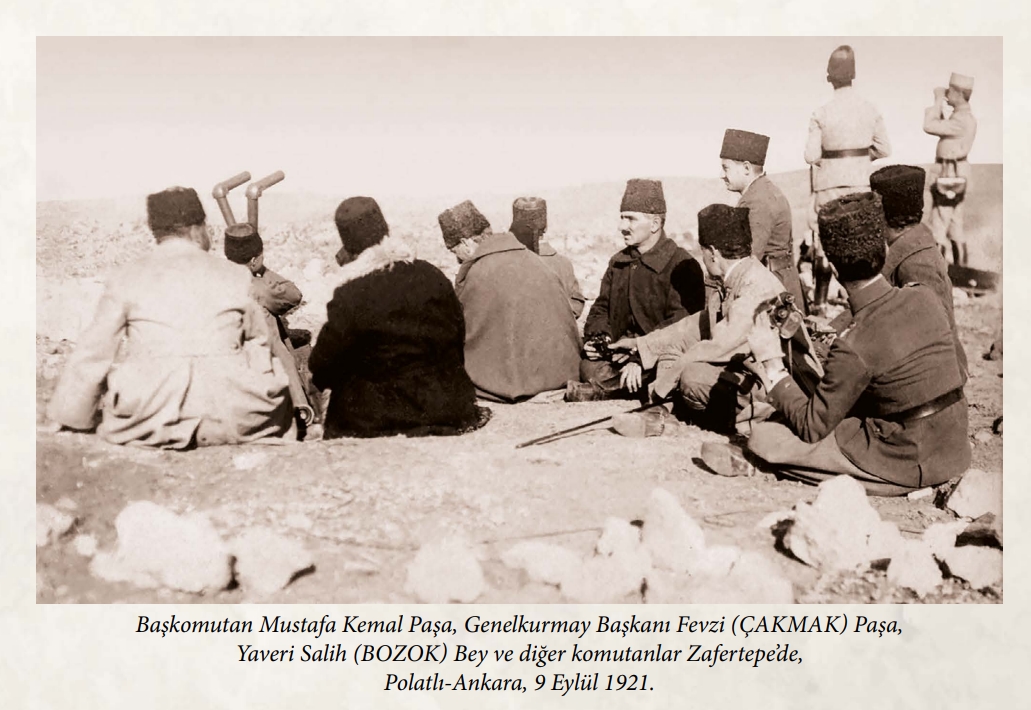 Başkomutan Mustafa Kemal Paşa, Genelkurmay Başkanı Fevzi (ÇAKMAK) Paşa,
Yaveri Salih (BOZOK) Bey ve diğer komutanlar Zafertepe’de,
Polatlı-Ankara, 9 Eylül 1921.